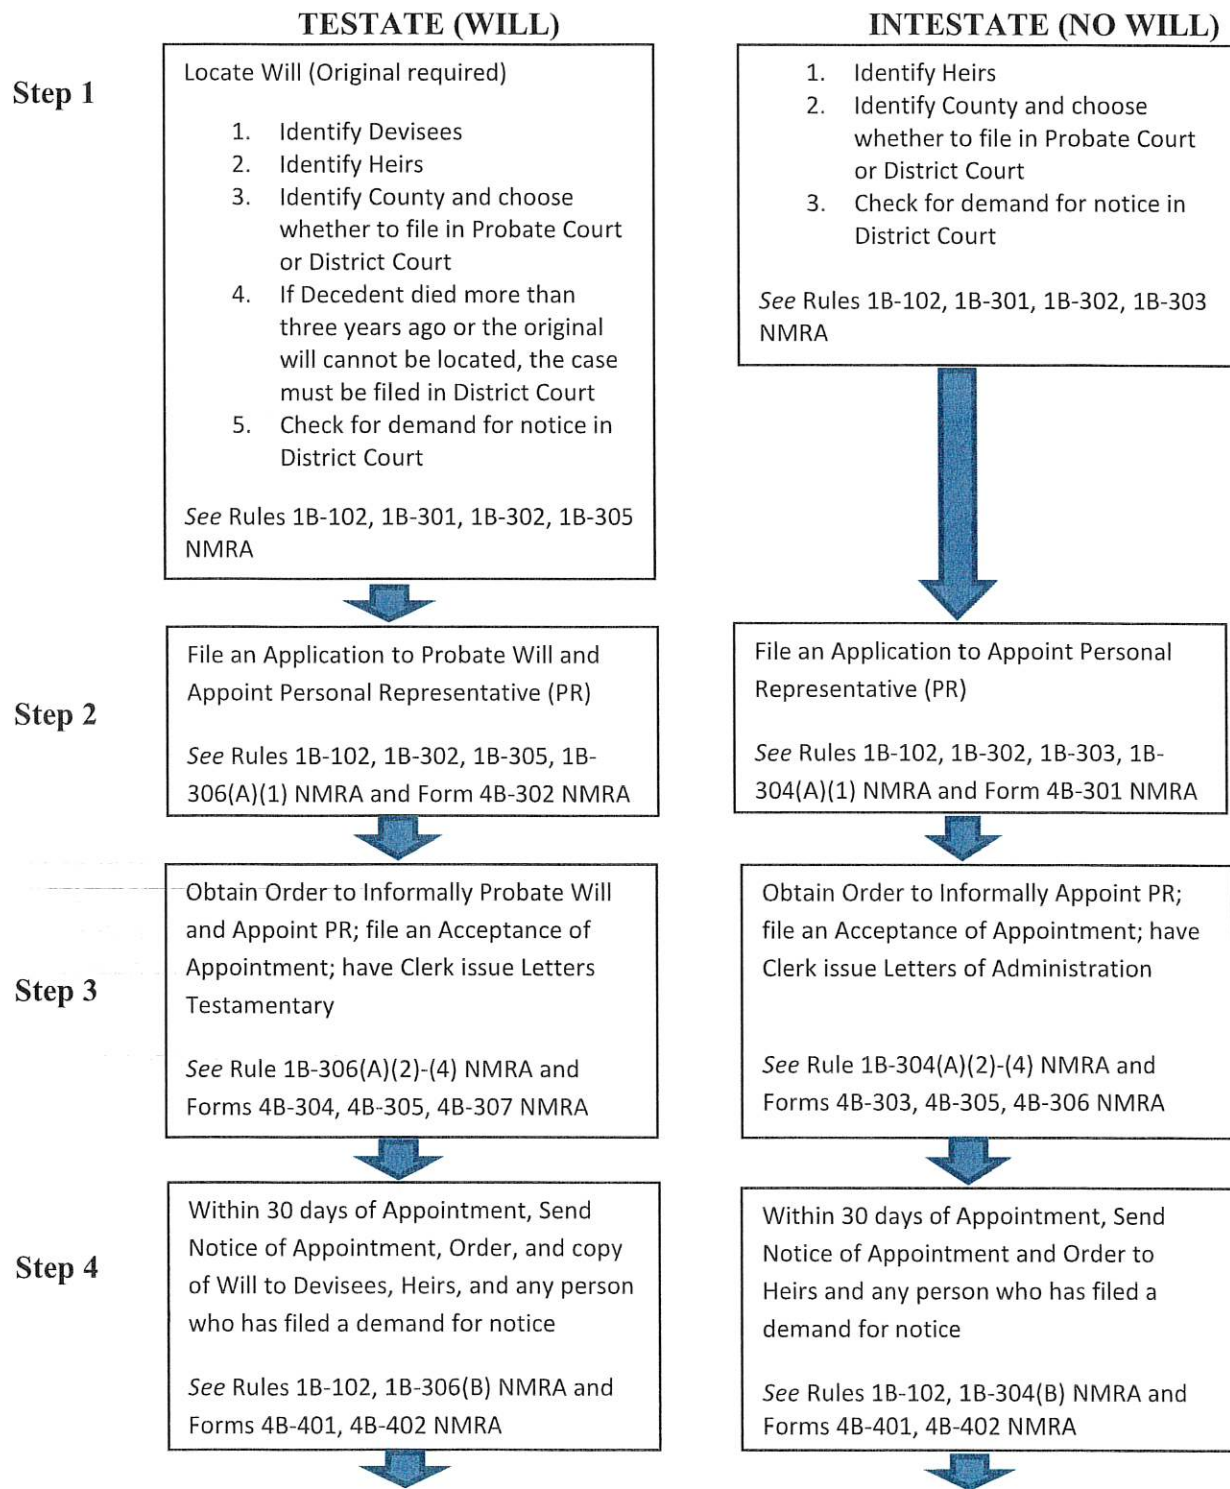 TESTATE (WILL)
INTESTATE (NO WILL)
Step 1
Locate Will (Original required)
1. Identify Devisees
2. Identify Heirs
3. Identify County and choose
whether to file in Probate Court
or District Court
4. If Decedent died more than
three years ago or the original
will cannot be located, the case
must be filed in District Court
5. Check for demand for notice in
District Court
See Rules 1B-102, 1B-301, 1B-302, 1B-305
NMRA
1. Identify Heirs
2. Identify County and choose
whether to file in Probate Court
or District Court
3. Check for demand for notice in
District Court
See Rules 1B-102, 1B-301, 1B-302, 1B-303
NMRA
Step 2
File an Application to Probate Will and
Appoint Personal Representative (PR)
See Rules 1B-102, 1B-302, 1B-305, 1B-
306(A)(1) NMRA and Form 4B-302 NMRA
File an Application to Appoint Personal
Representative (PR)
See Rules 1B-102, 1B-302, 1B-303, 1B-
304(A)(1) NMRA and Form 4B-301 NMRA
Step 3
Obtain Order to Informally Probate Will
and Appoint PR; file an Acceptance of
Appointment; have Clerk issue Letters
Testamentary
See Rule 1B-306(A)(2)-(4) NMRA and
Forms 4B-304, 4B-305, 4B-307 NMRA
Obtain Order to Informally Appoint PR;
file an Acceptance of Appointment; have
Clerk issue Letters of Administration
See Rule 1B-304(A)(2)-(4) NMRA and
Forms 4B-303, 4B-305, 4B-306 NMRA
Step 4
Within 30 days of Appointment, Send
Notice of Appointment, Order, and copy
of Will to Devisees, Heirs, and any person
who has filed a demand for notice
See Rules 1B-102, 1B-306(B) NMRA and
Forms 4B-401, 4B-402 NMRA
Within 30 days of Appointment, Send
Notice of Appointment and Order to
Heirs and any person who has filed a
demand for notice
See Rules 1B-102, 1B-304(B) NMRA and
Forms 4B-401, 4B-402 NMRA